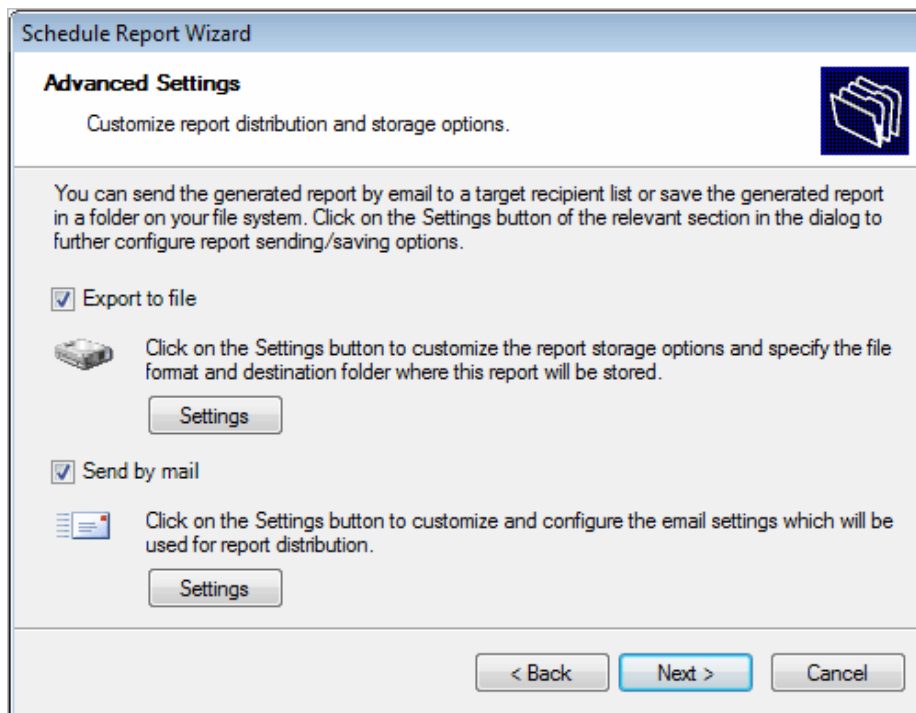 Schedule Report Wizard
Advanced Settings
Customize report distribution and storage options.
You can send the generated report by email to a target recipient list or save the generated report
in a folder on your file system. Click on the Settings button of the relevant section in the dialog to
further configure report sending/saving options.
Export to file
Click on the Settings button to customize the report storage options and specify the file
format and destination folder where this report will be stored.
Settings
Send by mail
Click on the Settings button to customize and configure the email settings which will be
used for report distribution.
Settings
< Back Next > Cancel